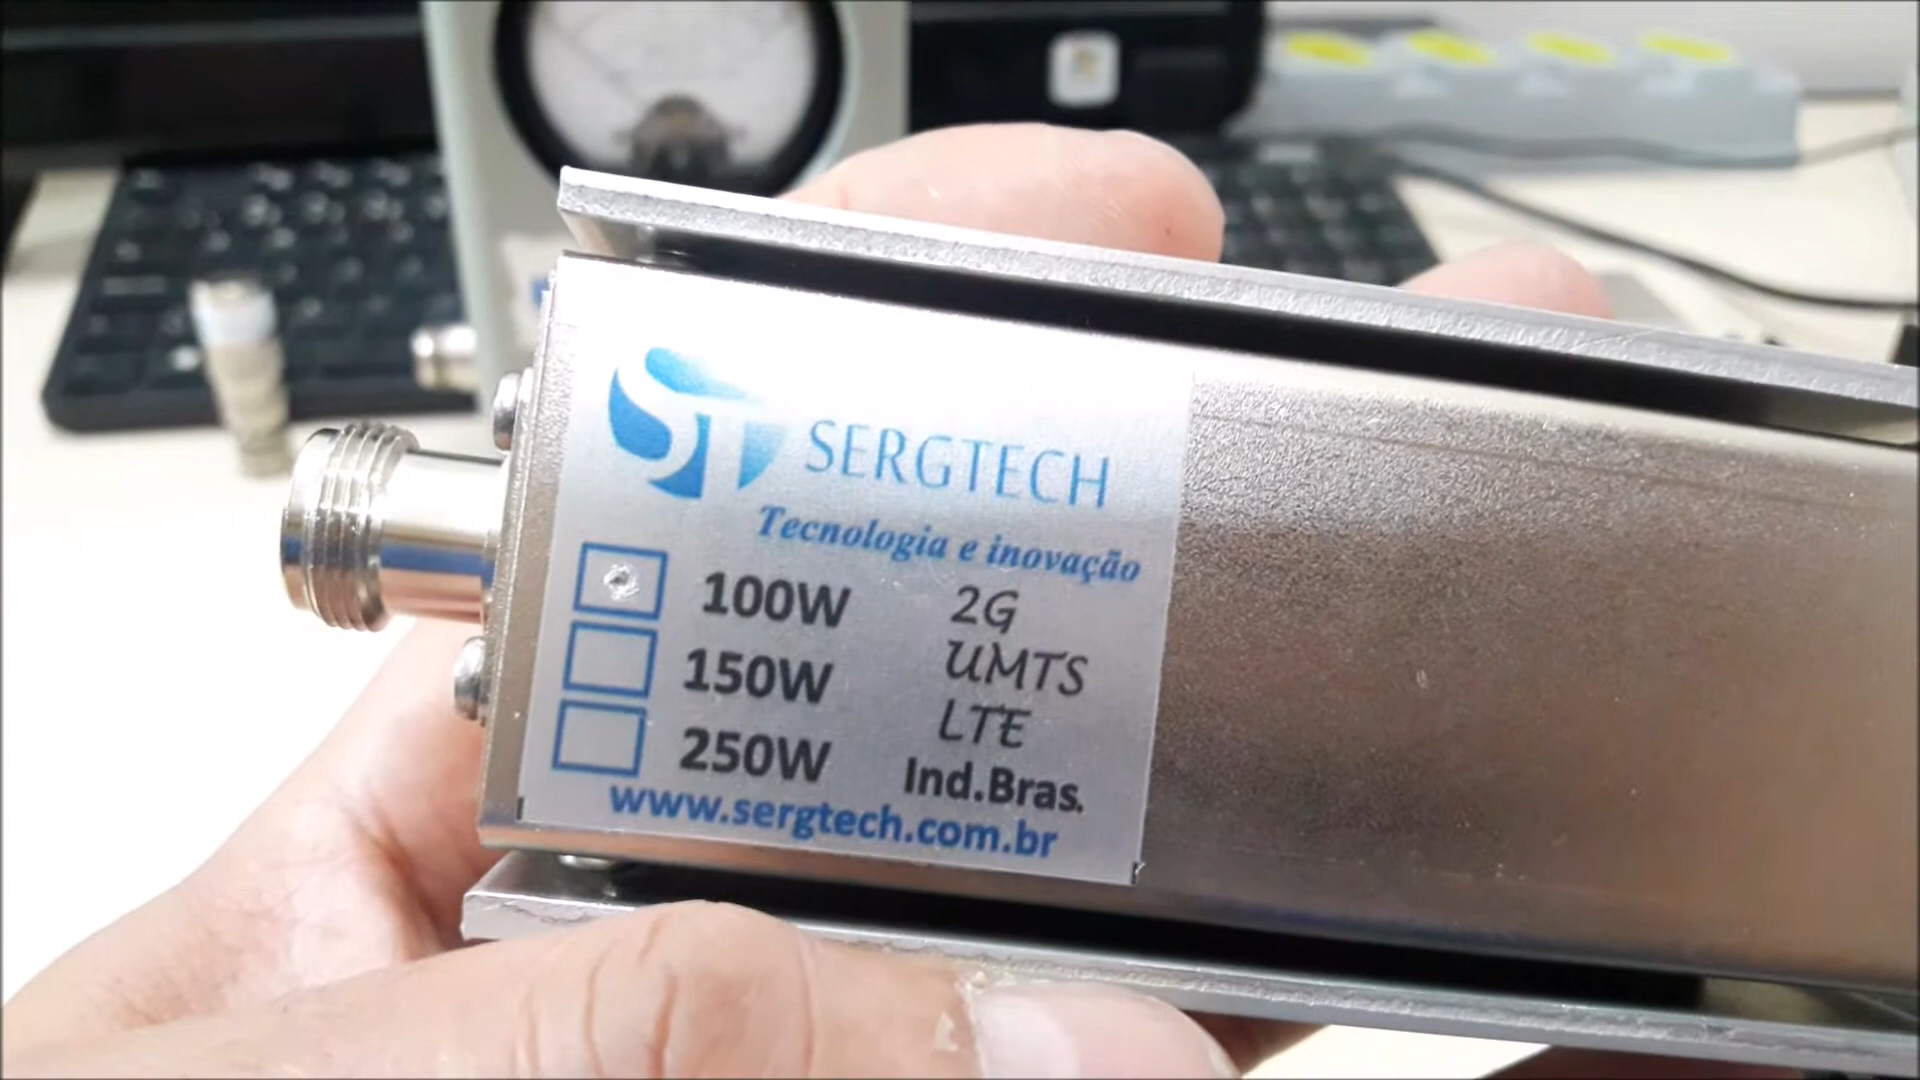 SERGTECH
Tecnologia e inovação
100W 2G
150W UMTS
250W LTE
Ind.Bras.
www.sergtech.com.br